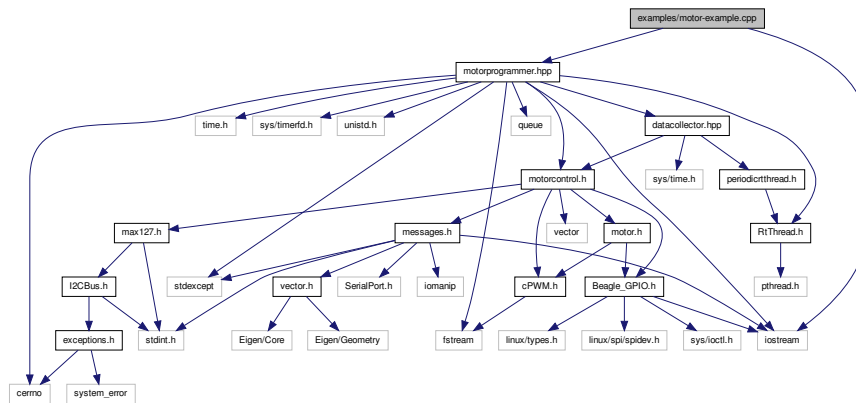 examples/motor-example.cpp
motorprogrammer.hpp
time.h
sys/timerfd.h
unistd.h
queue
datacollector.hpp
motorcontrol.h
sys/time.h
periodicrtthread.h
max127.h
messages.h
vector
motor.h
RtThread.h
I2CBus.h
stdexcept
vector.h
SerialPort.h
iomanip
cPWM.h
Beagle_GPIO.h
pthread.h
exceptions.h
stdint.h
Eigen/Core
Eigen/Geometry
fstream
linux/types.h
linux/spi/spidev.h
sys/ioctl.h
iostream
cerrno
system_error